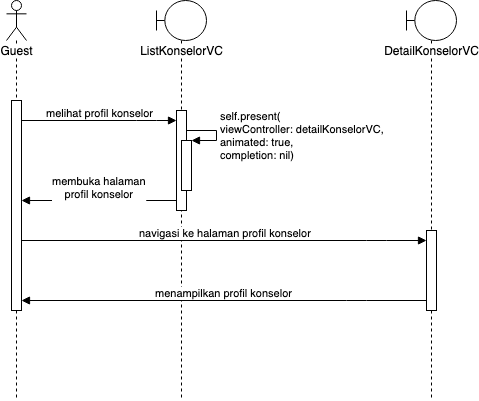 Guest
ListKonselorVC
DetailKonselorVC
melihat profil konselor
self.present(
viewController: detailKonselorVC,
animated: true,
completion: nil)
membuka halaman
profil konselor
navigasi ke halaman profil konselor
menampilkan profil konselor